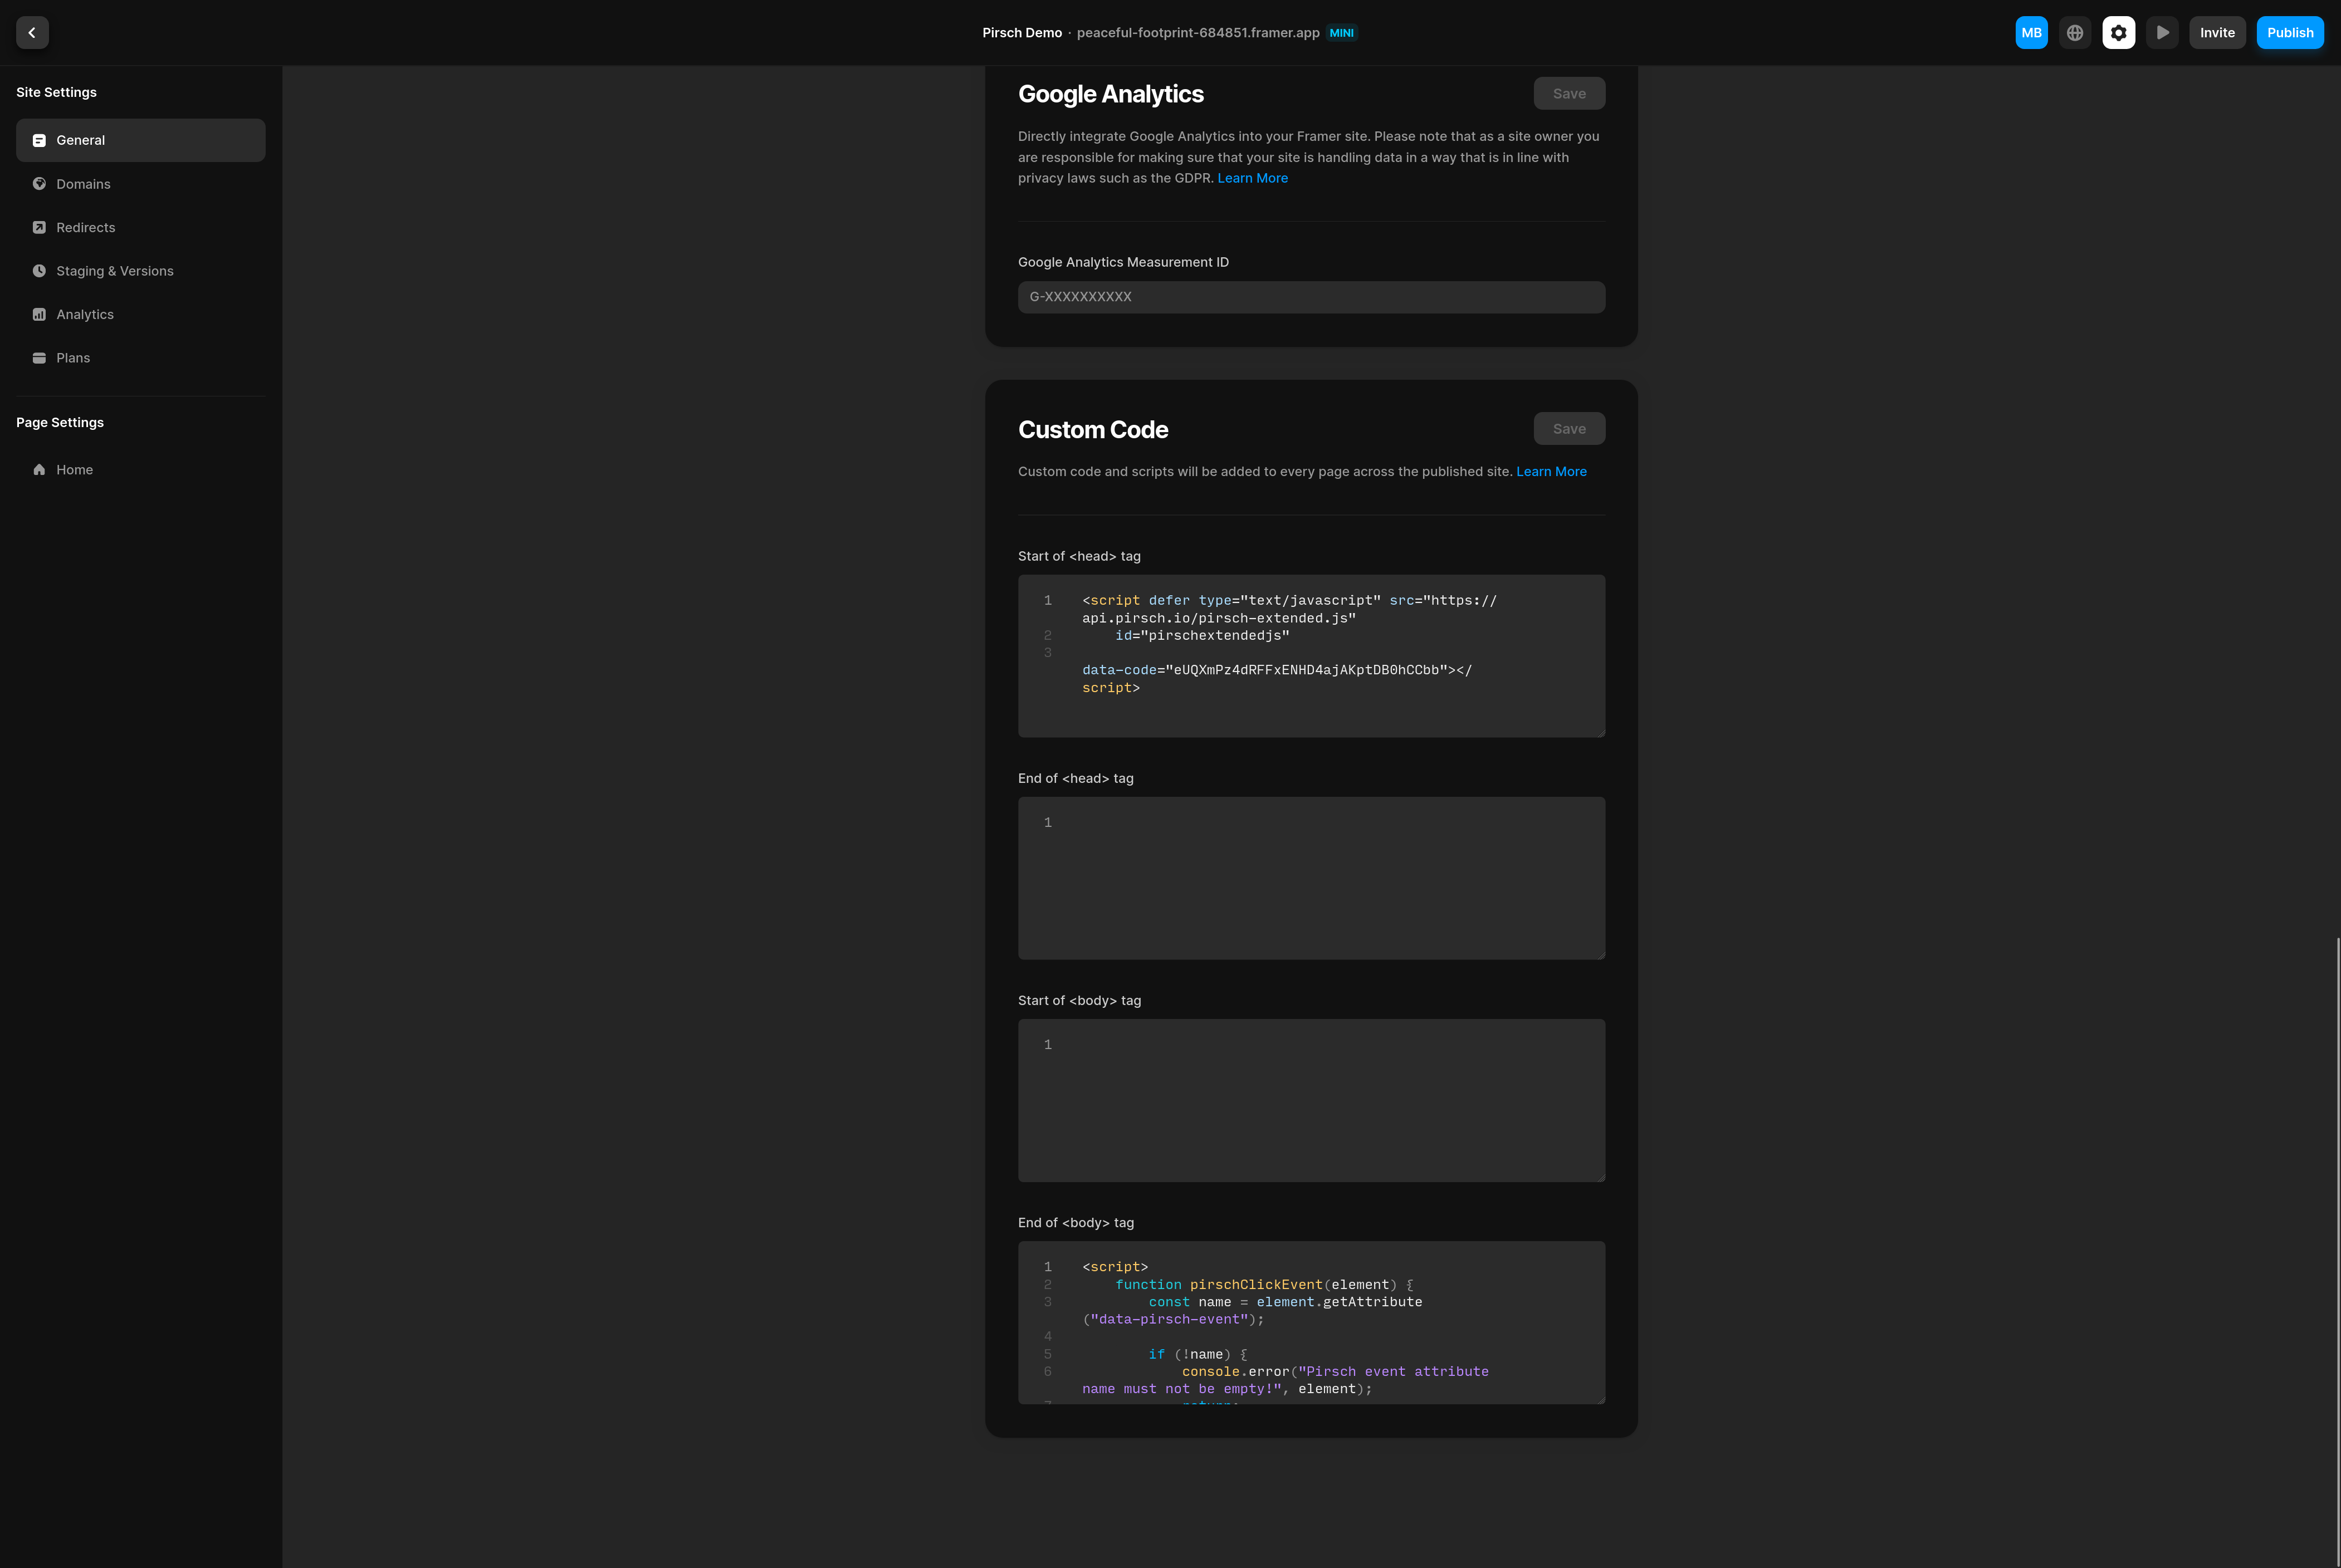 Pirsch Demo · peaceful-footprint-684851.framer.app MINI
MB
Invite
Publish
Site Settings
General
Domains
Redirects
Staging & Versions
Analytics
Plans
Page Settings
Home
Google Analytics
Save
Directly integrate Google Analytics into your Framer site. Please note that as a site owner you
are responsible for making sure that your site is handling data in a way that is in line with
privacy laws such as the GDPR. Learn More
Google Analytics Measurement ID
G-XXXXXXXXXX
Custom Code
Save
Custom code and scripts will be added to every page across the published site. Learn More
Start of <head> tag
1 <script defer type="text/javascript" src="https://
api.pirsch.io/pirsch-extended.js"
2 id="pirschextendedjs"
3
data-code="eUQXmPz4dRFFxENHD4ajAKptDB0hCCbb"></
script>
End of <head> tag
1
Start of <body> tag
1
End of <body> tag
1 <script>
2 function pirschClickEvent(element) {
3 const name = element.getAttribute
("data-pirsch-event");
4
5 if (!name) {
6 console.error("Pirsch event attribute
name must not be empty!", element);